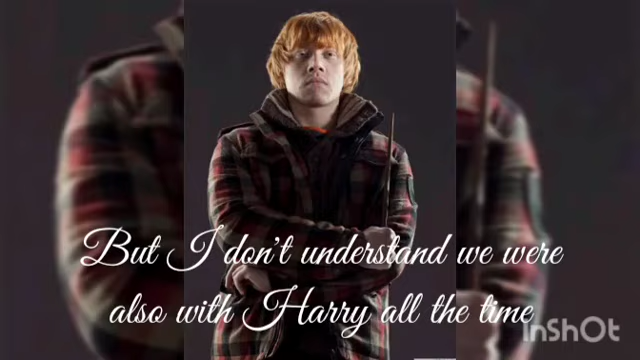 But I don't understand we were
also with Harry all the time
InShOt